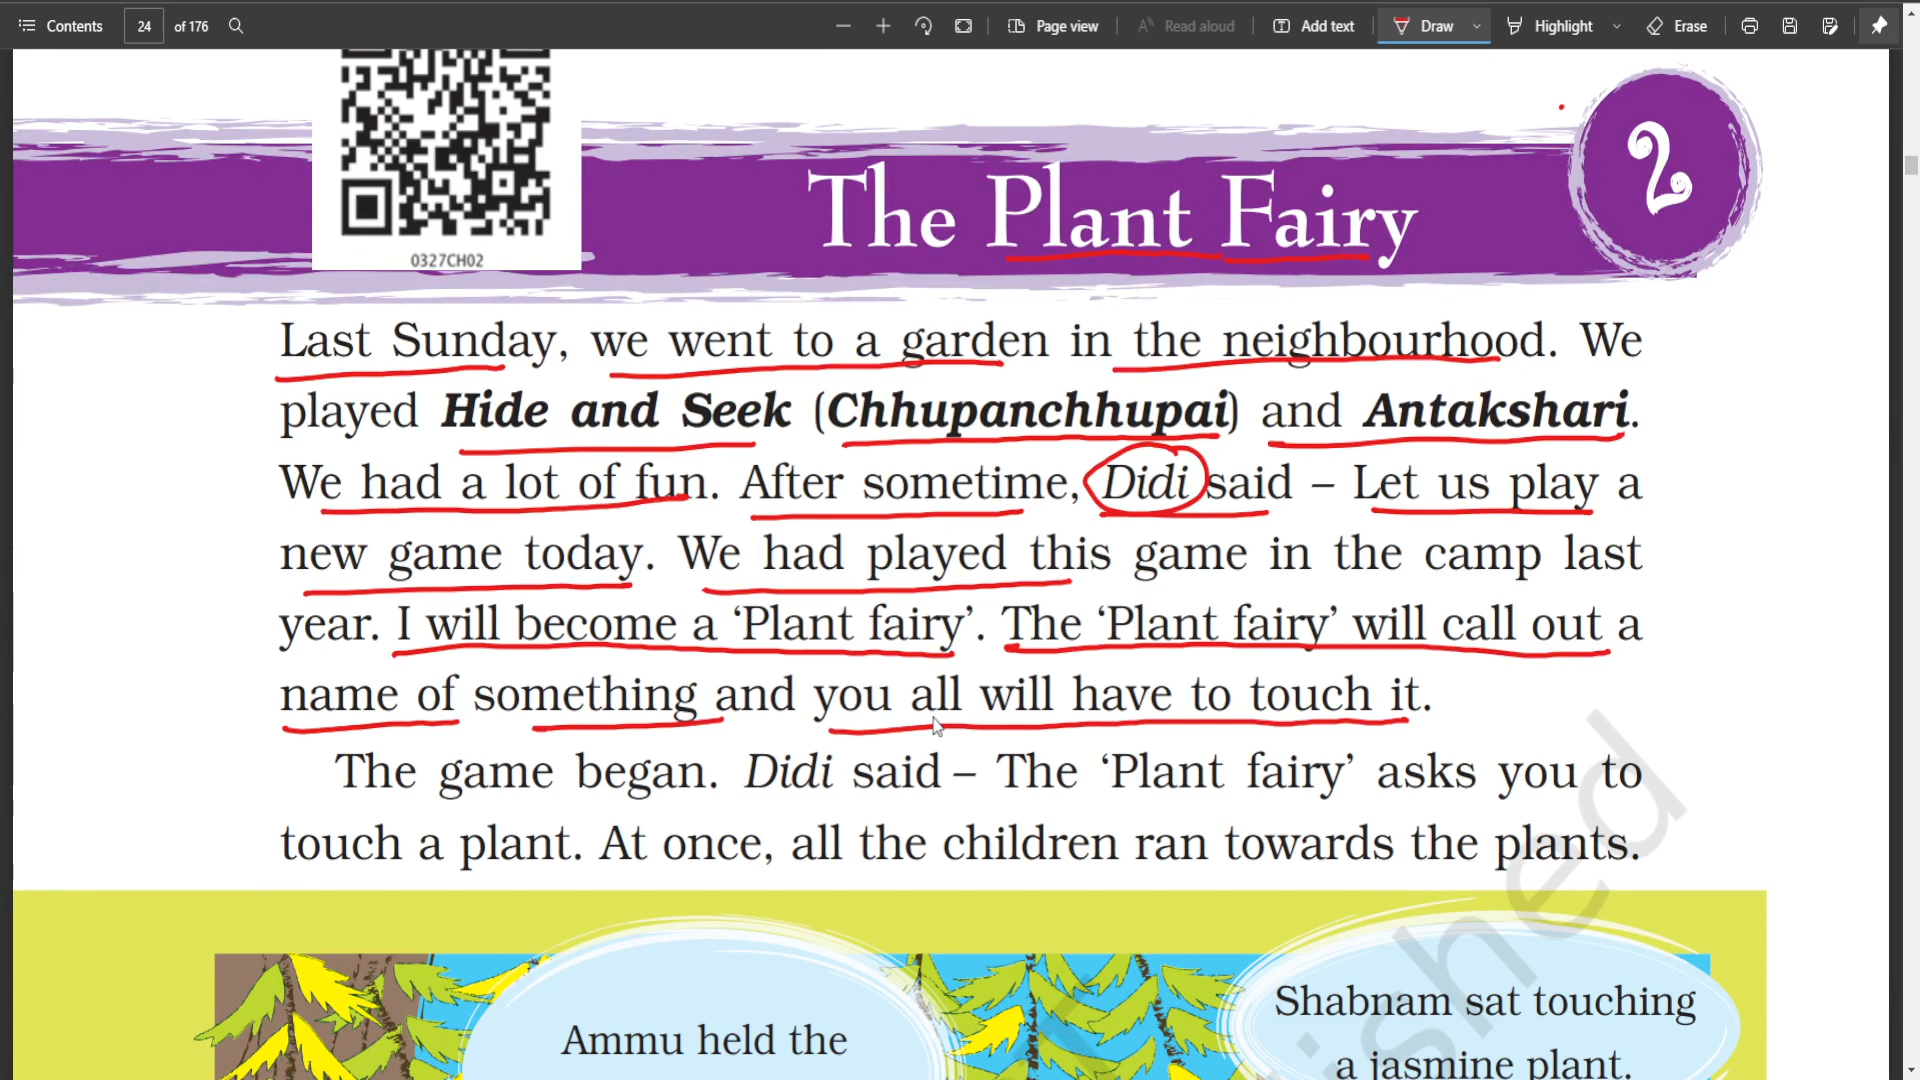 Contents 24 of 176 Page view Read aloud Add text Draw Highlight Erase
0327CH02
The Plant Fairy
2
Last Sunday, we went to a garden in the neighbourhood. We
played Hide and Seek (Chhupanchhupai) and Antakshari.
We had a lot of fun. After sometime, Didi said – Let us play a
new game today. We had played this game in the camp last
year. I will become a ‘Plant fairy’. The ‘Plant fairy’ will call out a
name of something and you all will have to touch it.
The game began. Didi said – The ‘Plant fairy’ asks you to
touch a plant. At once, all the children ran towards the plants.
Ammu held the
Shabnam sat touching
a jasmine plant.